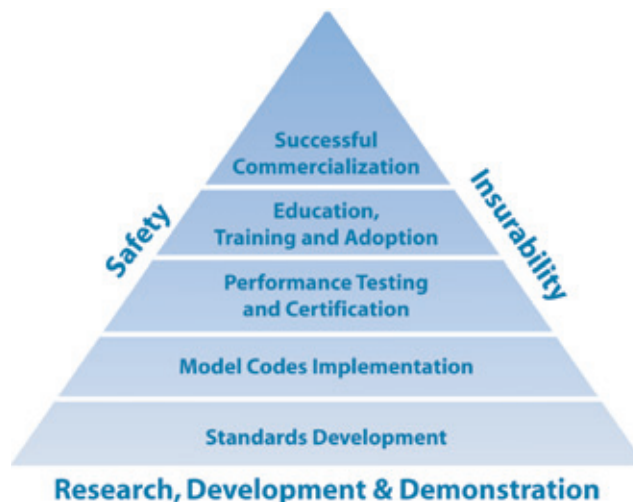 Successful
Commercialization
Safety
Insurability
Education,
Training and Adoption
Performance Testing
and Certification
Model Codes Implementation
Standards Development
Research, Development & Demonstration